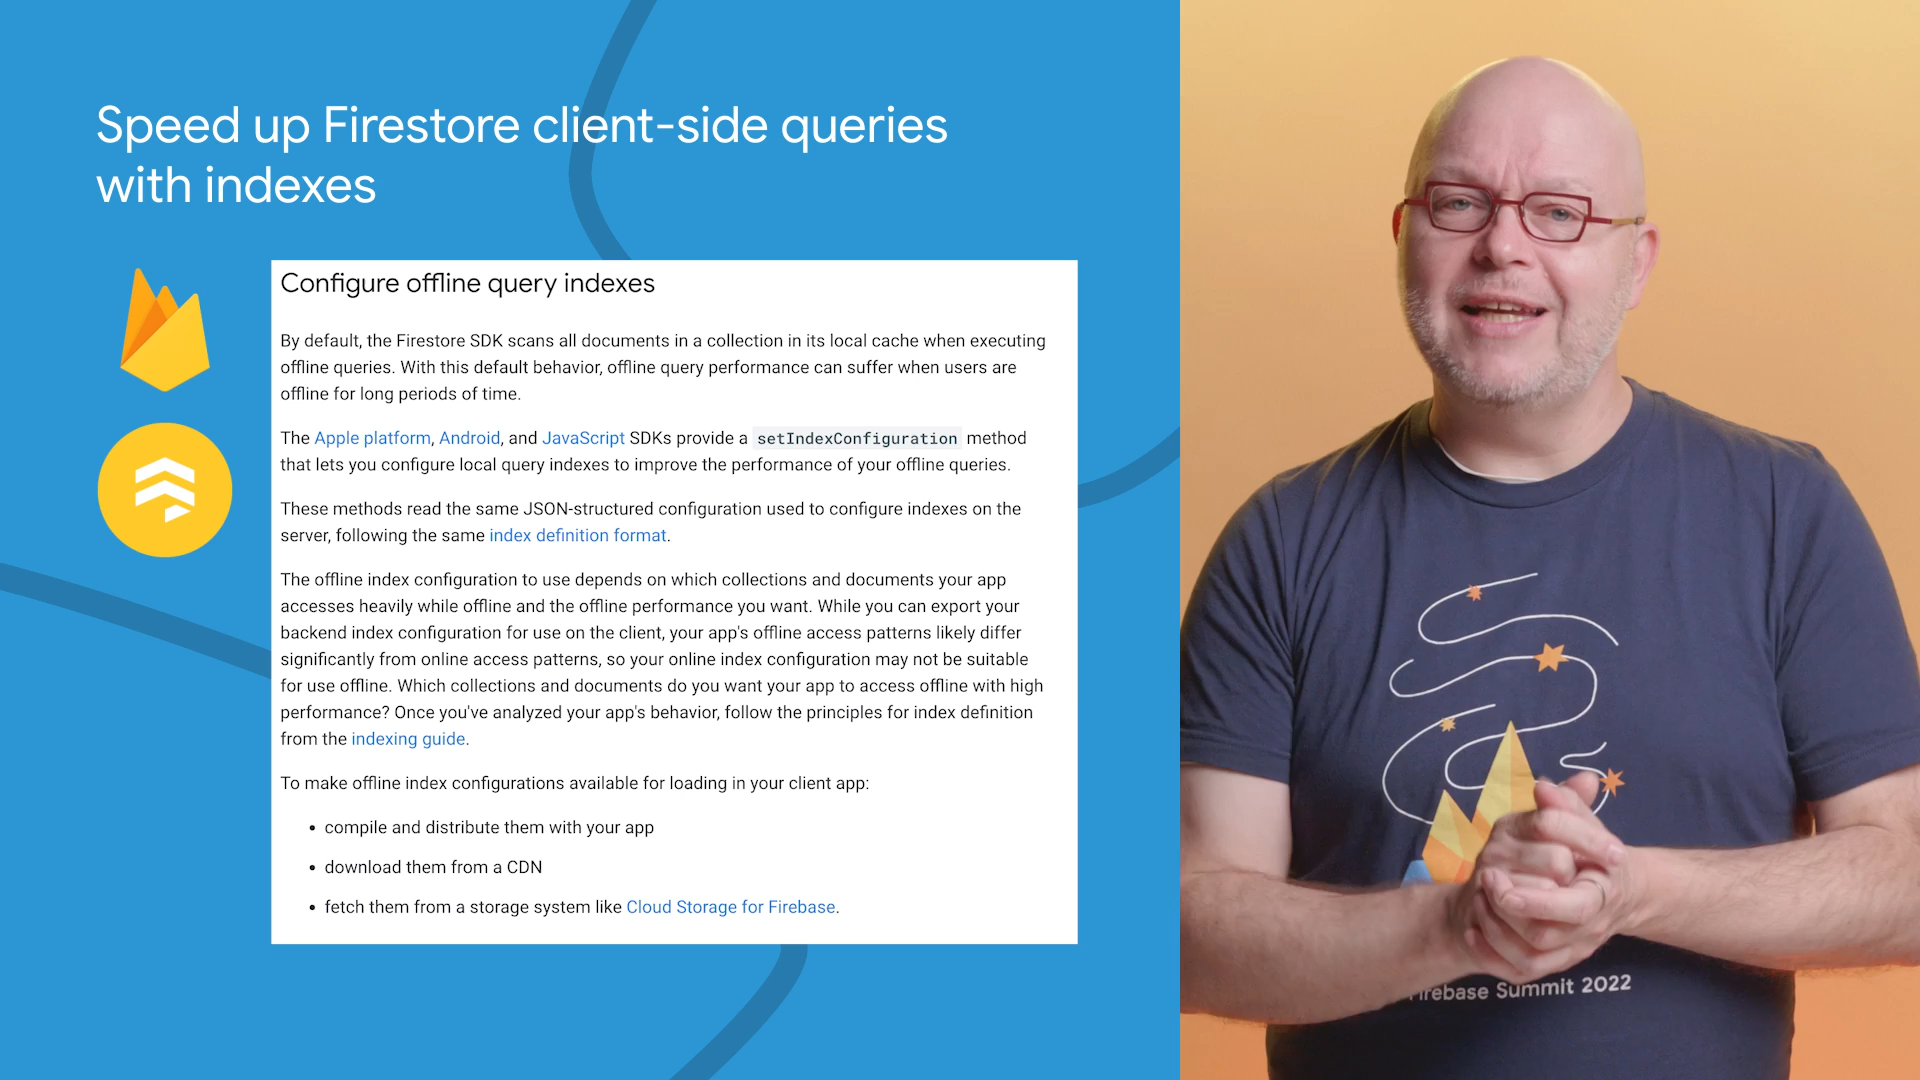 Speed up Firestore client-side queries
with indexes
Configure offline query indexes
By default, the Firestore SDK scans all documents in a collection in its local cache when executing
offline queries. With this default behavior, offline query performance can suffer when users are
offline for long periods of time.
The Apple platform, Android, and JavaScript SDKs provide a setIndexConfiguration method
that lets you configure local query indexes to improve the performance of your offline queries.
These methods read the same JSON-structured configuration used to configure indexes on the
server, following the same index definition format.
The offline index configuration to use depends on which collections and documents your app
accesses heavily while offline and the offline performance you want. While you can export your
backend index configuration for use on the client, your app's offline access patterns likely differ
significantly from online access patterns, so your online index configuration may not be suitable
for use offline. Which collections and documents do you want your app to access offline with high
performance? Once you've analyzed your app's behavior, follow the principles for index definition
from the indexing guide.
To make offline index configurations available for loading in your client app:
• compile and distribute them with your app
• download them from a CDN
• fetch them from a storage system like Cloud Storage for Firebase.
Firebase Summit 2022